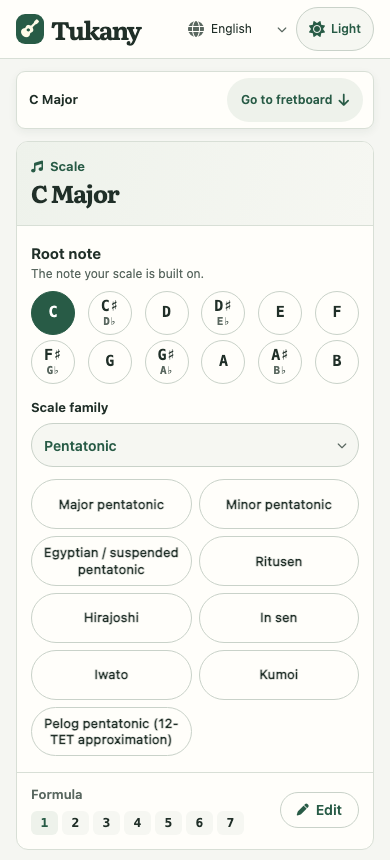 Tukany
English
Light
C Major
Go to fretboard
Scale
C Major
Root note
The note your scale is built on.
C C♯ D D♯ E F
D♭ E♭
F♯ G G♯ A A♯ B
G♭ A♭ B♭
Scale family
Pentatonic
Major pentatonic Minor pentatonic
Egyptian / suspended
pentatonic
Ritusen
Hirajoshi In sen
Iwato Kumoi
Pelog pentatonic (12-
TET approximation)
Formula
1 2 3 4 5 6 7
Edit